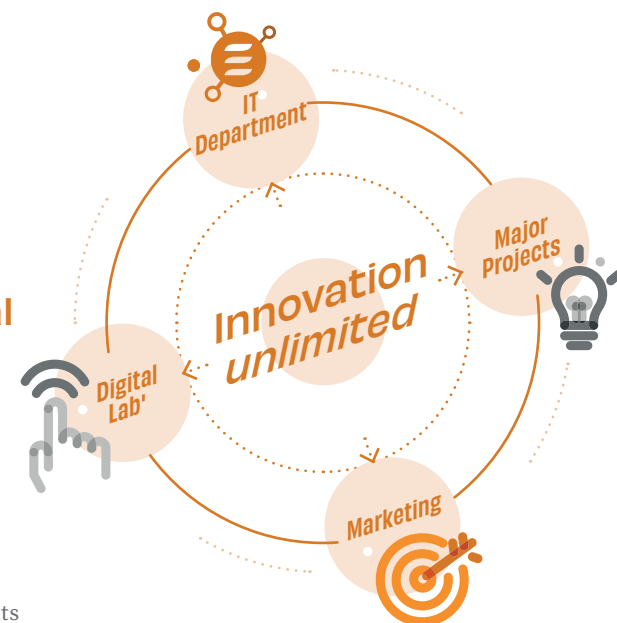 IT
Department
Major
Projects
Innovation
unlimited
Digital
Lab'
Marketing